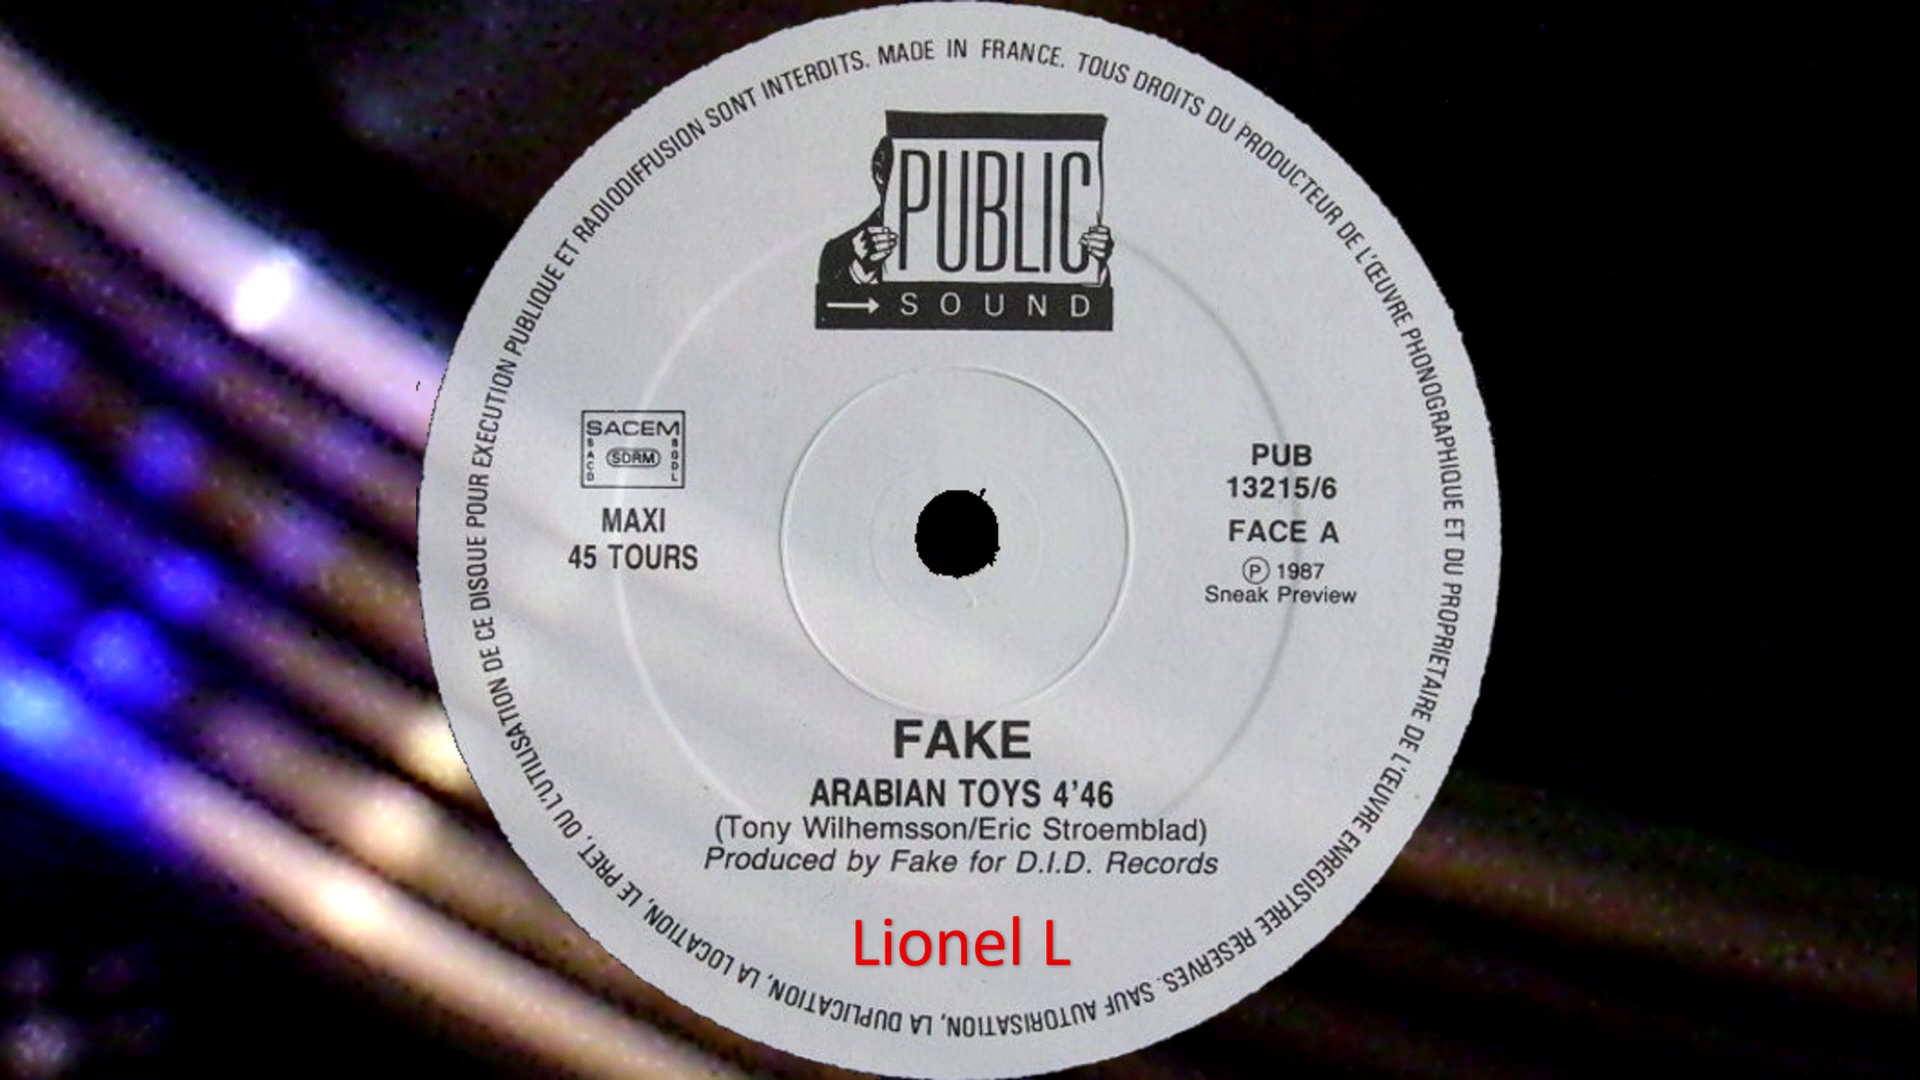 MADE IN FRANCE. TOUS DROITS DU PRODUCTEUR DE L'ŒUVRE PHONOGRAPHIQUE ET DU PROPRIETAIRE DE L'ŒUVRE ENREGISTREE RESERVES. SAUF AUTORISATION, LA DUPLICATION, LA LOCATION, LE PRET, OU L'UTILISATION DE CE DISQUE POUR EXECUTION PUBLIQUE ET RADIODIFFUSION SONT INTERDITS.
PUBLIC
SOUND
SACEM
SACD
SDRM
SGDL
MAXI
45 TOURS
PUB
13215/6
FACE A
Ⓟ 1987
Sneak Preview
FAKE
ARABIAN TOYS 4'46
(Tony Wilhemsson/Eric Stroemblad)
Produced by Fake for D.I.D. Records
Lionel L